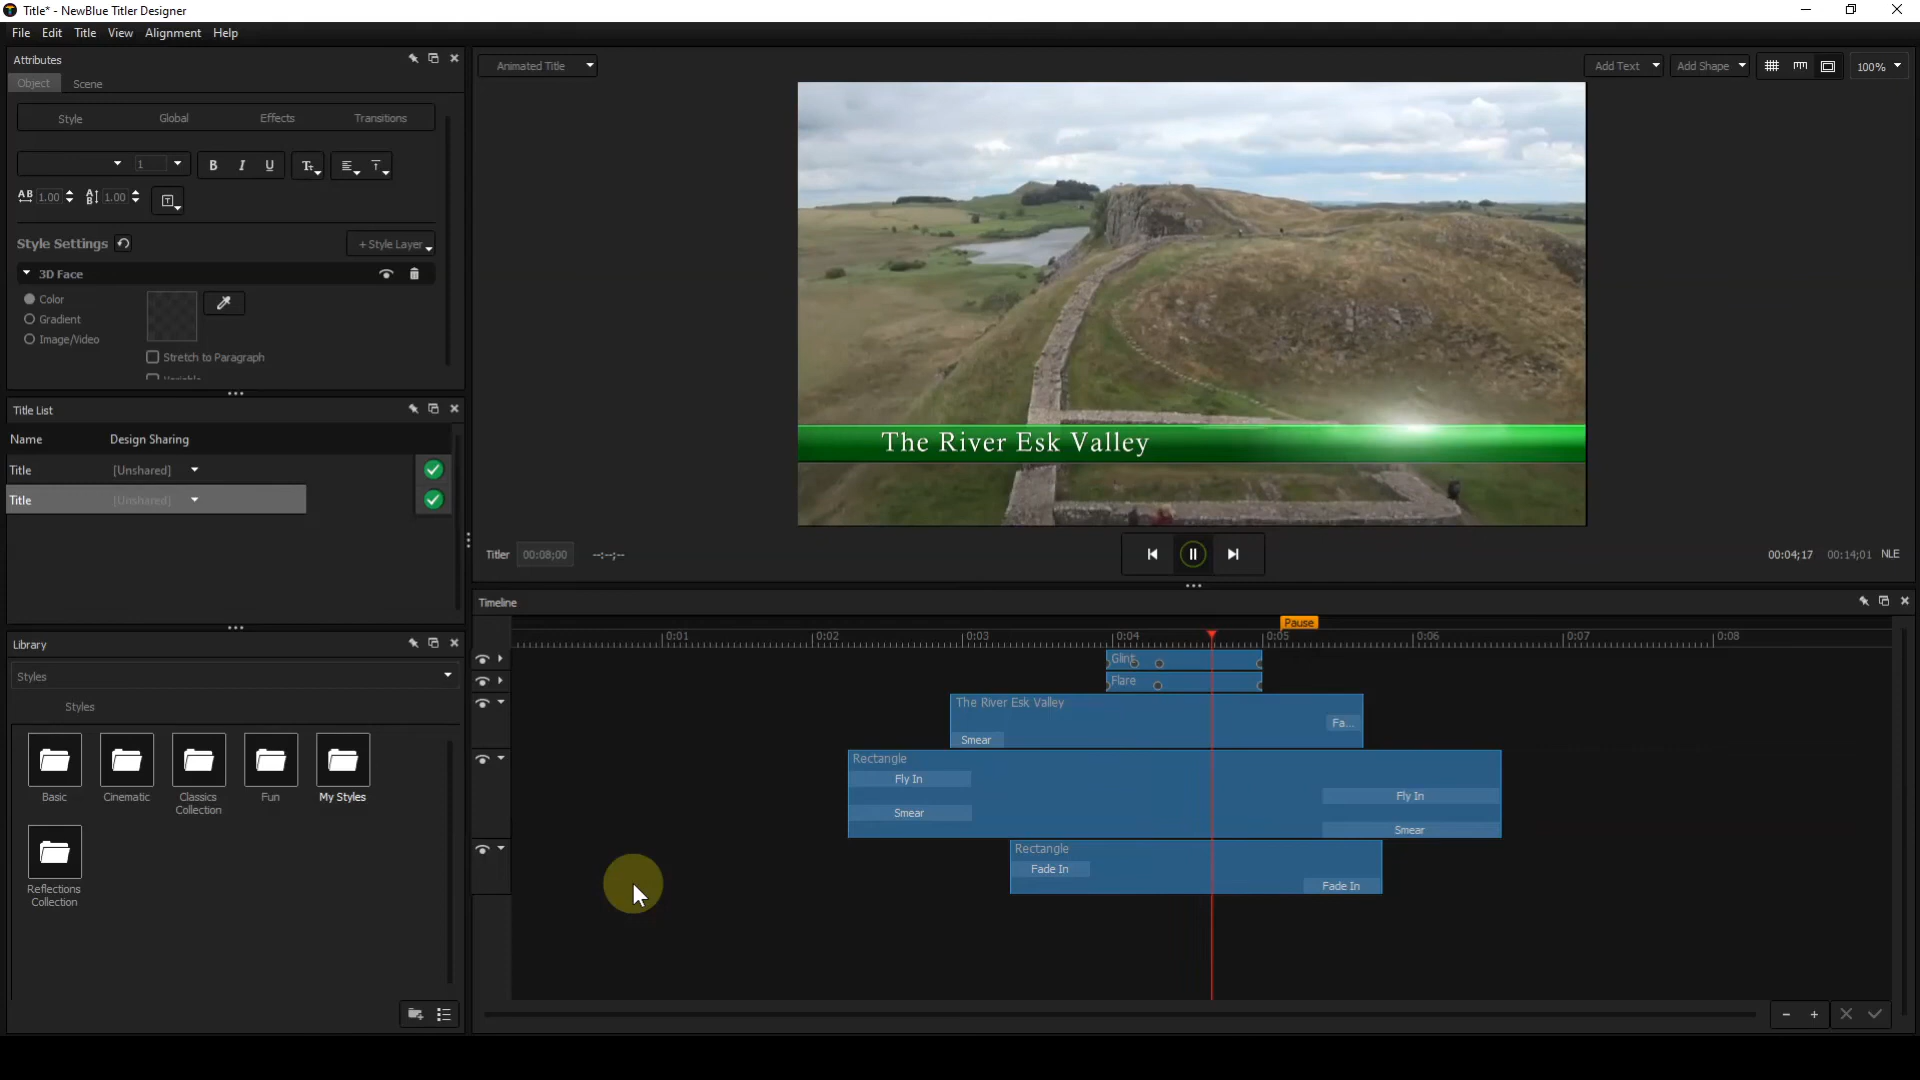 Title* - NewBlue Titler Designer
File Edit Title View Alignment Help
Attributes
Object Scene
Style Global Effects Transitions
1
B I U
1.00 1.00
Style Settings
+ Style Layer
3D Face
Color
Gradient
Image/Video
Stretch to Paragraph
Variable
Title List
Name Design Sharing
Title [Unshared]
Title [Unshared]
Library
Styles
Styles
Basic Cinematic Classics Collection Fun My Styles
Reflections Collection
Animated Title
Add Text Add Shape 100%
The River Esk Valley
Titler 00:08;00 --:--;--
00:04;17 00:14;01 NLE
Timeline
Pause
0:01 0:02 0:03 0:04 0:05 0:06 0:07 0:08
Glint
Flare
The River Esk Valley
Fa...
Smear
Rectangle
Fly In
Fly In
Smear
Smear
Rectangle
Fade In
Fade In